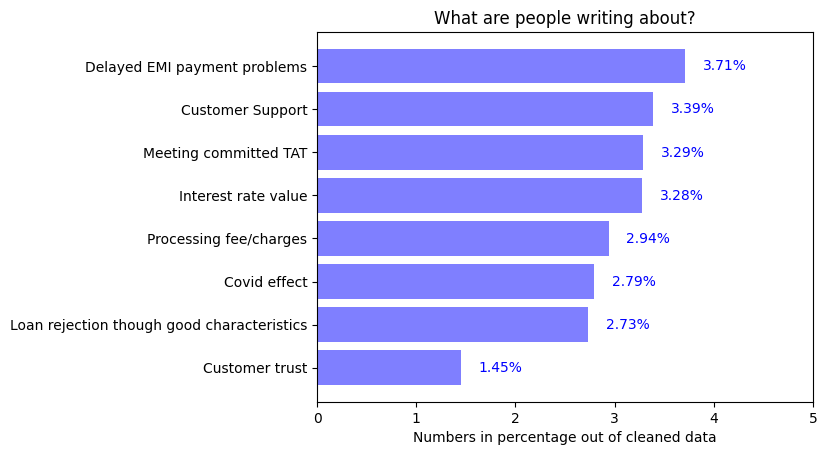 What are people writing about?
Delayed EMI payment problems 3.71%
Customer Support 3.39%
Meeting committed TAT 3.29%
Interest rate value 3.28%
Processing fee/charges 2.94%
Covid effect 2.79%
Loan rejection though good characteristics 2.73%
Customer trust 1.45%
0 1 2 3 4 5
Numbers in percentage out of cleaned data